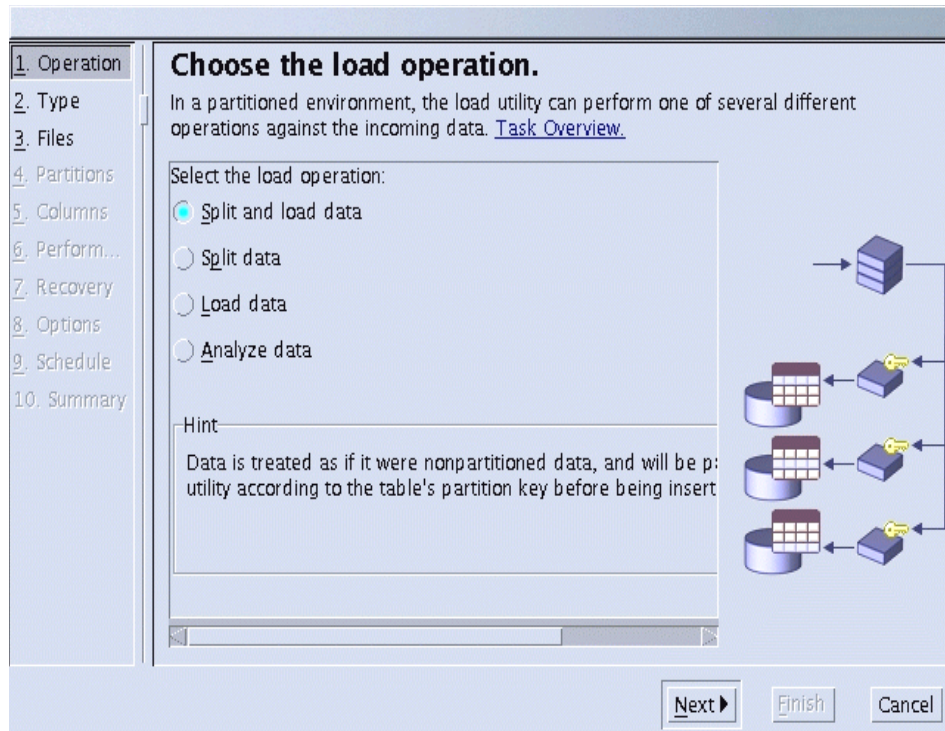 1. Operation
2. Type
3. Files
4. Partitions
5. Columns
6. Perform...
7. Recovery
8. Options
9. Schedule
10. Summary
Choose the load operation.
In a partitioned environment, the load utility can perform one of several different
operations against the incoming data. Task Overview.
Select the load operation:
Split and load data
Split data
Load data
Analyze data
Hint
Data is treated as if it were nonpartitioned data, and will be
utility according to the table's partition key before being insert
Next
Finish
Cancel